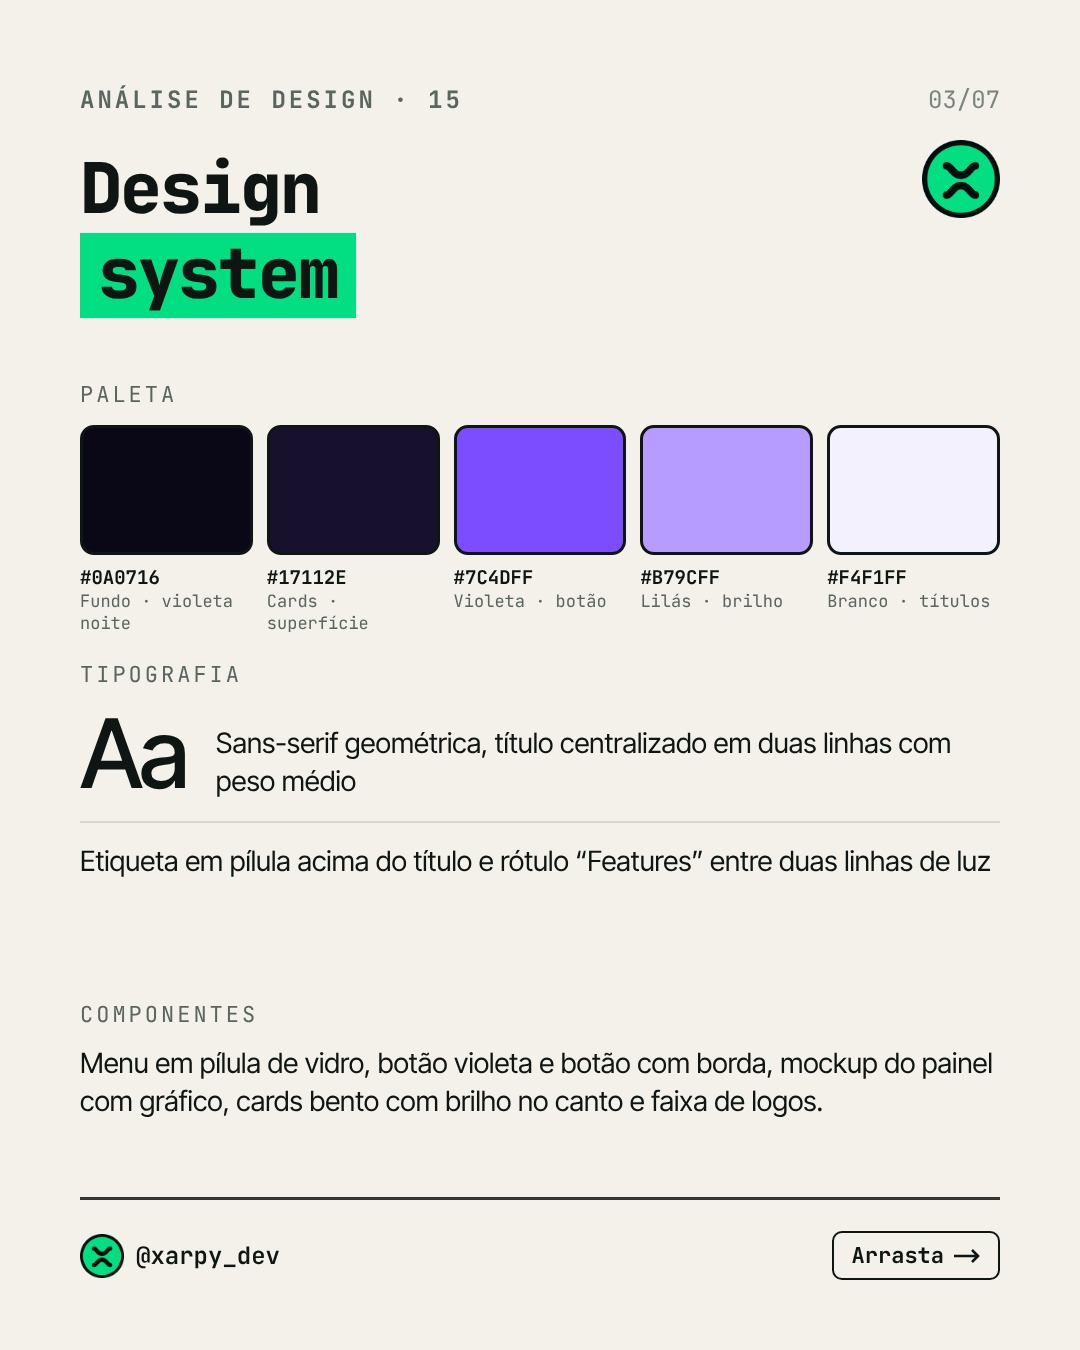 ANÁLISE DE DESIGN · 15
03/07
Design
system
PALETA
#0A0716
Fundo · violeta
noite
#17112E
Cards ·
superfície
#7C4DFF
Violeta · botão
#B79CFF
Lilás · brilho
#F4F1FF
Branco · títulos
TIPOGRAFIA
Aa
Sans-serif geométrica, título centralizado em duas linhas com
peso médio
Etiqueta em pílula acima do título e rótulo “Features” entre duas linhas de luz
COMPONENTES
Menu em pílula de vidro, botão violeta e botão com borda, mockup do painel
com gráfico, cards bento com brilho no canto e faixa de logos.
@xarpy_dev
Arrasta →